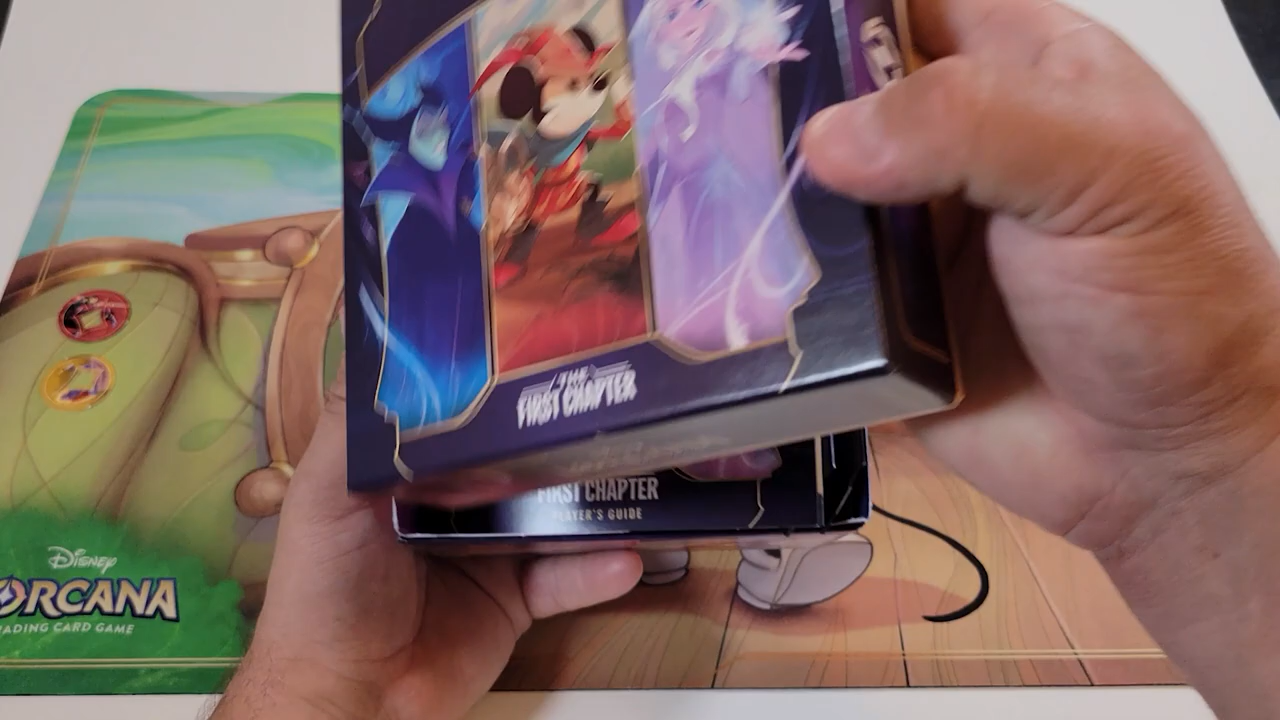 THE
FIRST CHAPTER
FIRST CHAPTER
PLAYER'S GUIDE
Disney
LORCANA
TRADING CARD GAME